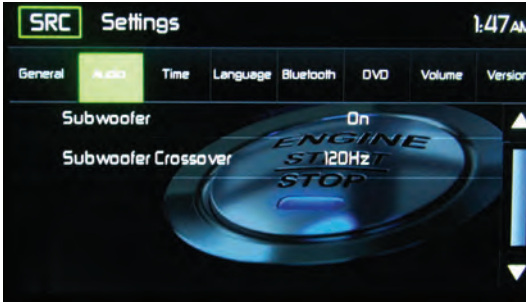 SRC Settings 1:47AM
General AUDIO Time Language Bluetooth DVD Volume Version
Subwoofer On
Subwoofer Crossover 120Hz
ENGINE
START
STOP